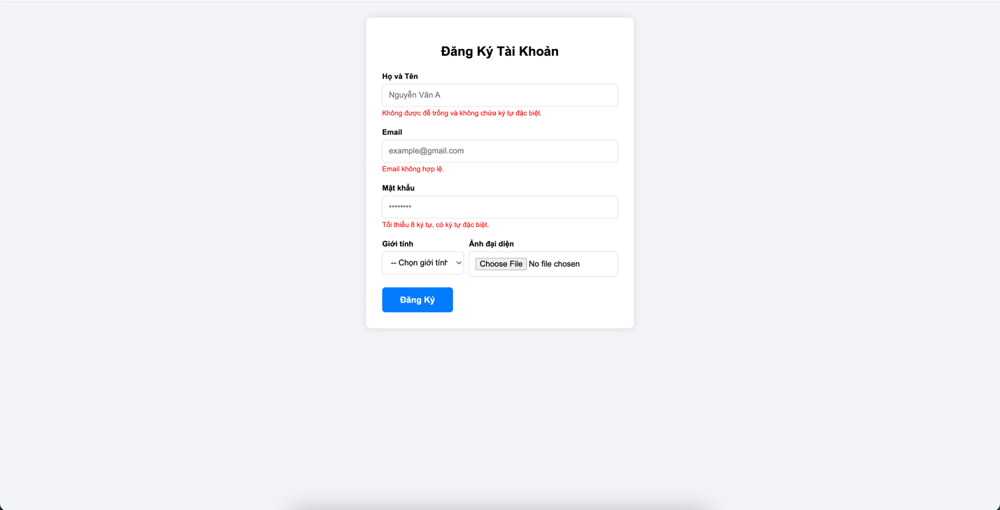 Đăng Ký Tài Khoản
Họ và Tên
Nguyễn Văn A
Không được để trống và không chứa ký tự đặc biệt.
Email
example@gmail.com
Email không hợp lệ.
Mật khẩu
••••••••
Tối thiểu 8 ký tự, có ký tự đặc biệt.
Giới tính Ảnh đại diện
-- Chọn giới tính Choose File No file chosen
Đăng Ký